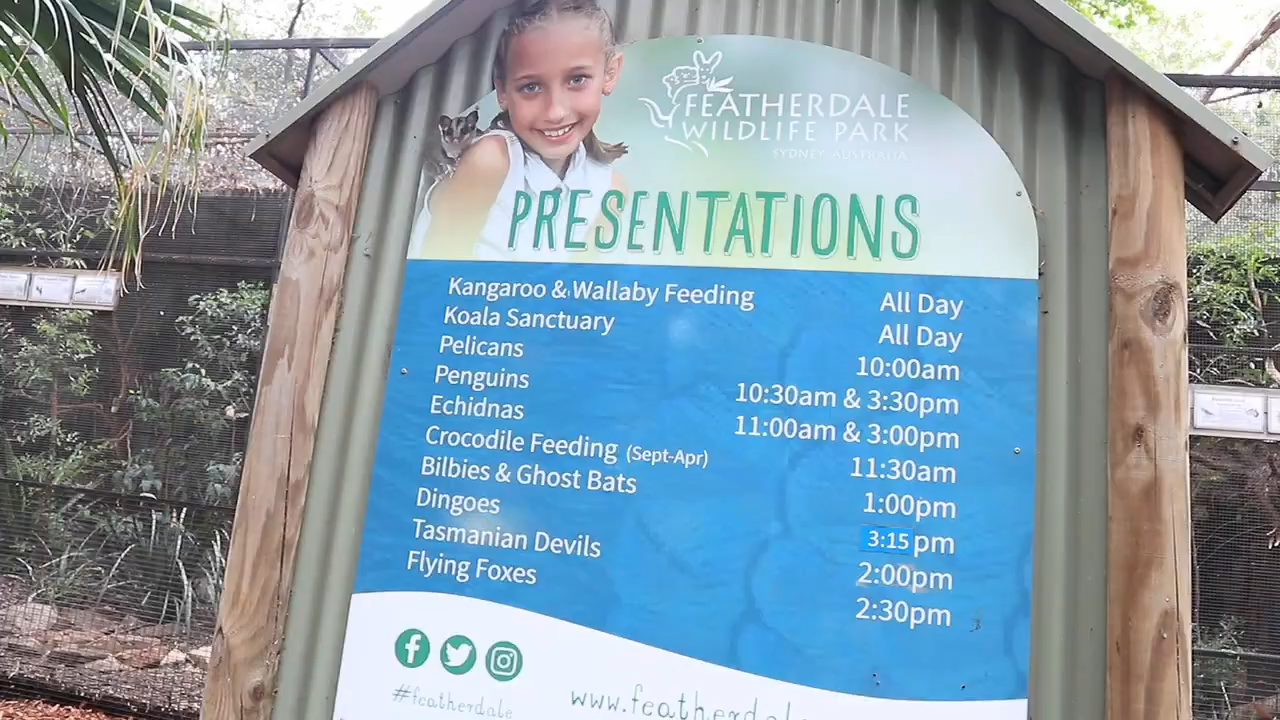 FEATHERDALE
WILDLIFE PARK
SYDNEY AUSTRALIA
PRESENTATIONS
Kangaroo & Wallaby Feeding All Day
Koala Sanctuary All Day
Pelicans 10:00am
Penguins 10:30am & 3:30pm
Echidnas 11:00am & 3:00pm
Crocodile Feeding (Sept-Apr) 11:30am
Bilbies & Ghost Bats 1:00pm
Dingoes 3:15pm
Tasmanian Devils 2:00pm
Flying Foxes 2:30pm
#featherdale
www.featherdal